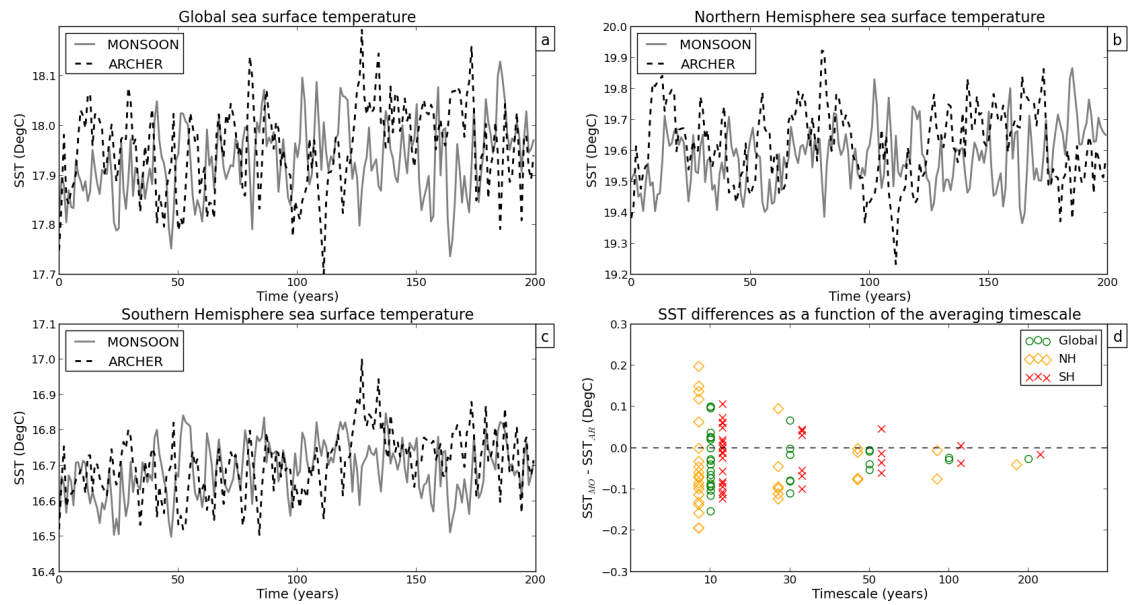 Global sea surface temperature
a
MONSOON
ARCHER
SST (DegC)
18.1
18.0
17.9
17.8
17.7
0
50
100
150
200
Time (years)
Northern Hemisphere sea surface temperature
b
MONSOON
ARCHER
SST (DegC)
20.0
19.9
19.8
19.7
19.6
19.5
19.4
19.3
19.2
0
50
100
150
200
Time (years)
Southern Hemisphere sea surface temperature
c
MONSOON
ARCHER
SST (DegC)
17.1
17.0
16.9
16.8
16.7
16.6
16.5
16.4
0
50
100
150
200
Time (years)
SST differences as a function of the averaging timescale
d
Global
NH
SH
SST_MO - SST_AR (DegC)
0.3
0.2
0.1
0.0
−0.1
−0.2
−0.3
10
30
50
100
200
Timescale (years)